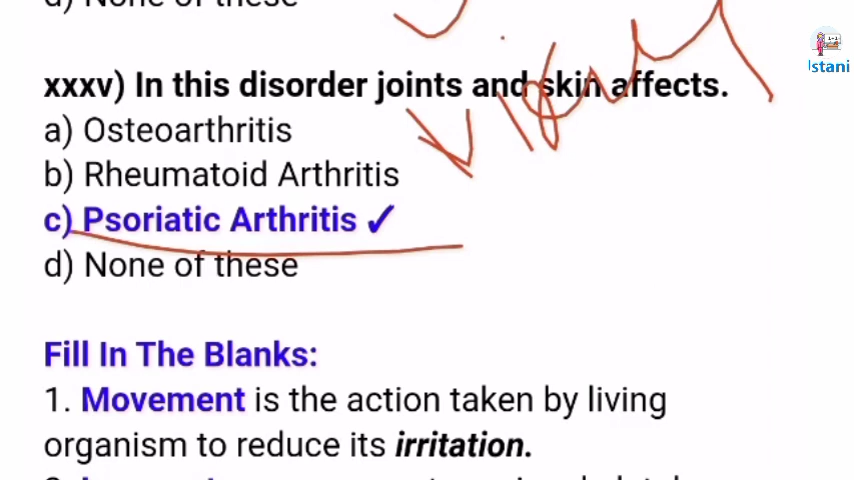 d) None of these
xxxv) In this disorder joints and skin affects.
a) Osteoarthritis
b) Rheumatoid Arthritis
c) Psoriatic Arthritis ✓
d) None of these
Fill In The Blanks:
1. Movement is the action taken by living
organism to reduce its irritation.